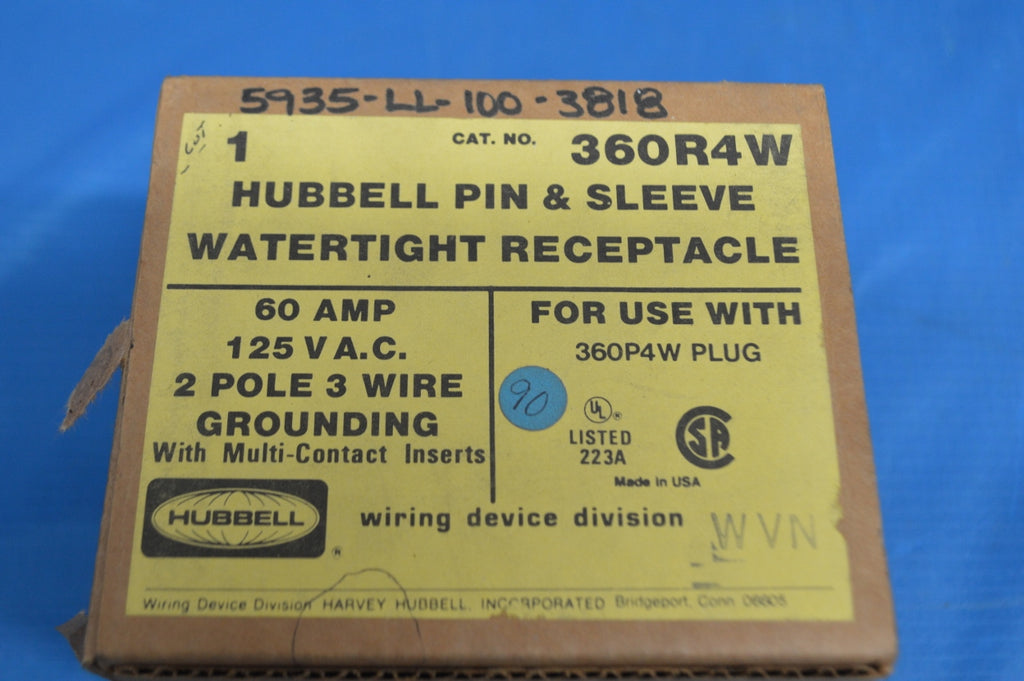 5935-LL-100-3818
1 CAT. NO. 360R4W
HUBBELL PIN & SLEEVE
WATERTIGHT RECEPTACLE
60 AMP
125 V A.C.
2 POLE 3 WIRE
GROUNDING
With Multi-Contact Inserts
FOR USE WITH
360P4W PLUG
90
UL ®
LISTED
223A
CSA
Made in USA
HUBBELL ®
wiring device division
WVN
Wiring Device Division HARVEY HUBBELL, INCORPORATED Bridgeport, Conn 06605